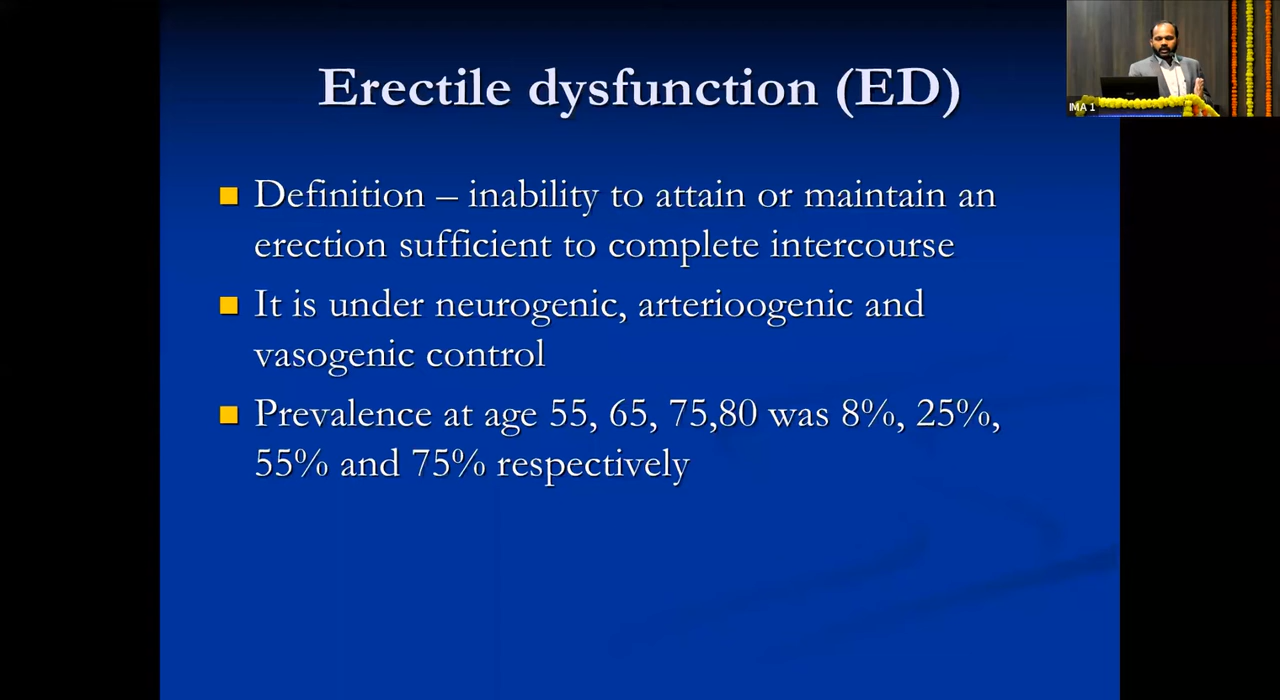 Erectile dysfunction (ED)
Definition – inability to attain or maintain an
erection sufficient to complete intercourse
It is under neurogenic, arterioogenic and
vasogenic control
Prevalence at age 55, 65, 75,80 was 8%, 25%,
55% and 75% respectively
IMA 1